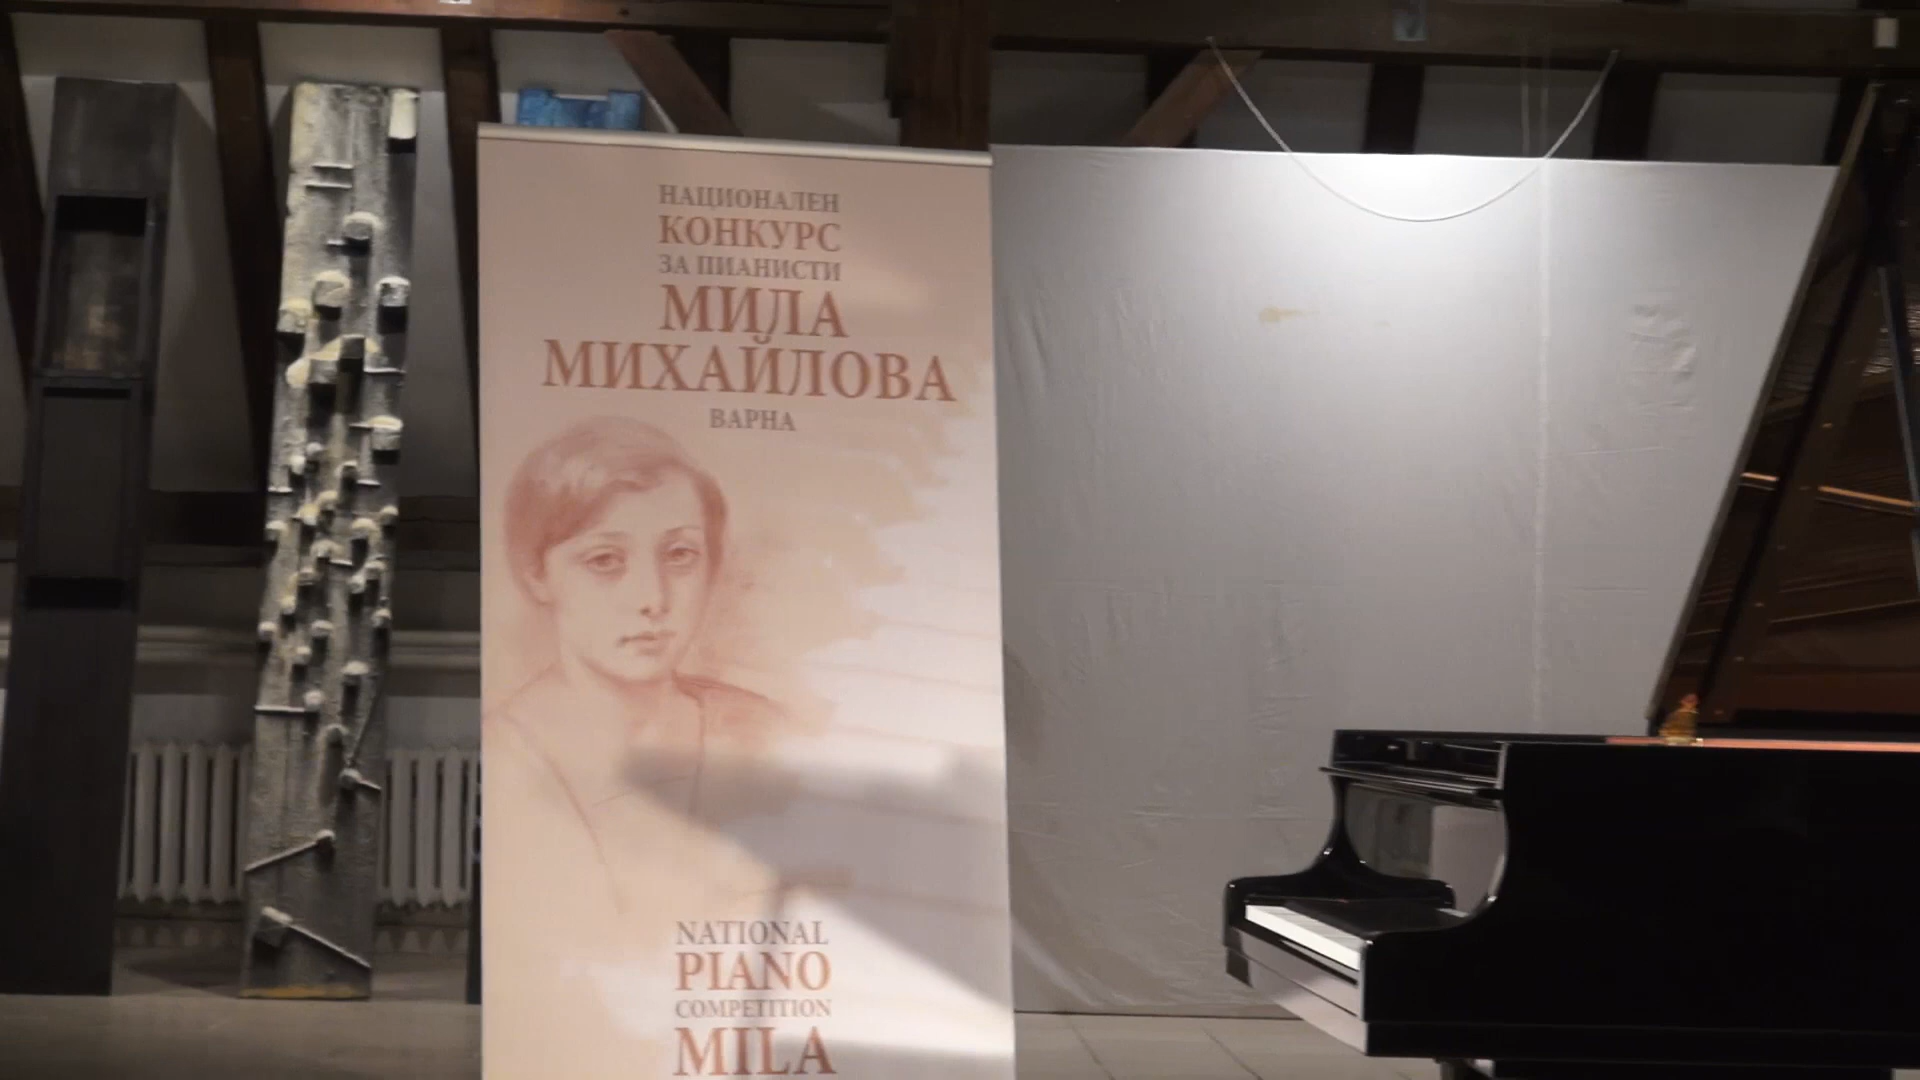 НАЦИОНАЛЕН
КОНКУРС
ЗА ПИАНИСТИ
МИЛА
МИХАЙЛОВА
ВАРНА
NATIONAL
PIANO
COMPETITION
MILA